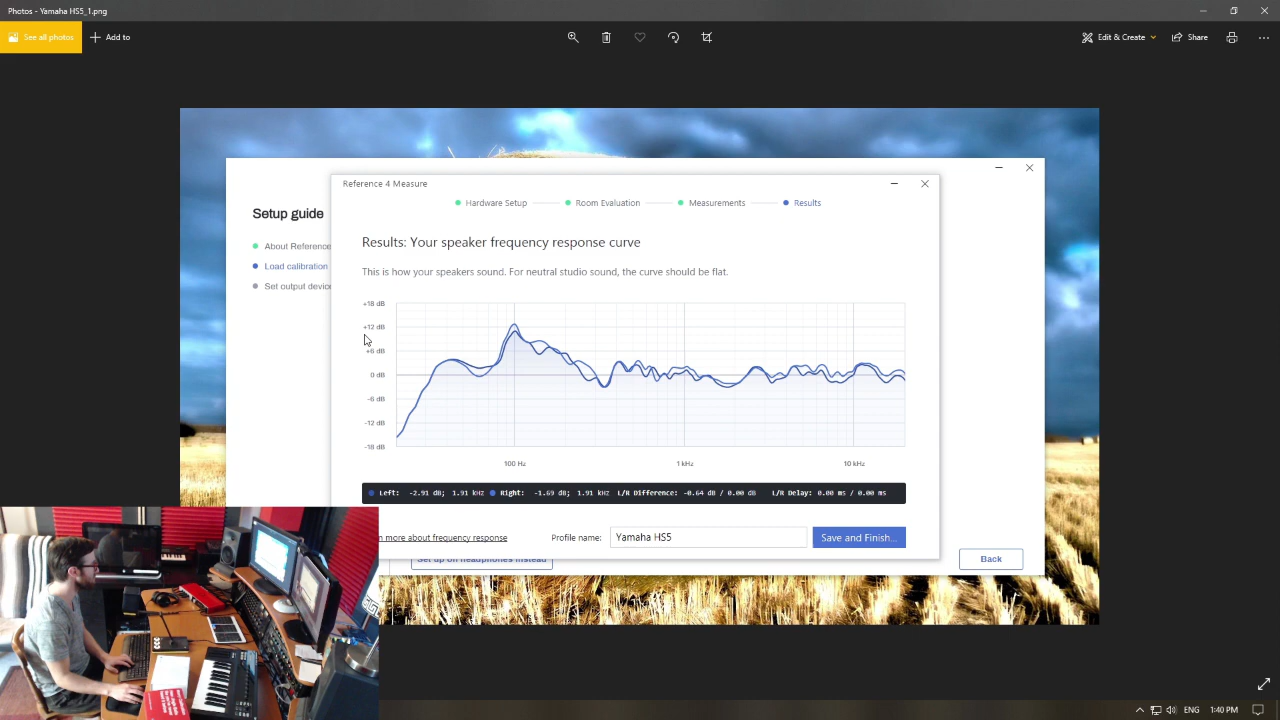 Photos - Yamaha HS5_1.png
See all photos
Add to
Edit & Create
Share
Reference 4 Measure
Hardware Setup
Room Evaluation
Measurements
Results
Setup guide
About Reference
Load calibration
Set output device
Results: Your speaker frequency response curve
This is how your speakers sound. For neutral studio sound, the curve should be flat.
+18 dB
+12 dB
+6 dB
0 dB
-6 dB
-12 dB
-18 dB
100 Hz
1 kHz
10 kHz
Left: -2.91 dB; 1.91 kHz Right: -1.69 dB; 1.91 kHz L/R Difference: -0.64 dB / 0.00 dB L/R Delay: 0.00 ms / 0.00 ms
n more about frequency response
Profile name:
Yamaha HS5
Save and Finish...
Set up on headphones instead
Back
ENG
1:40 PM